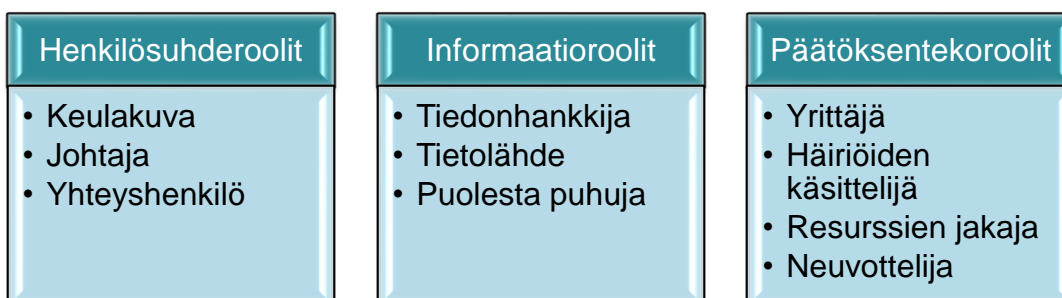 Henkilösuhderoolit
• Keulakuva
• Johtaja
• Yhteyshenkilö
Informaatioroolit
• Tiedonhankkija
• Tietolähde
• Puolesta puhuja
Päätöksentekoroolit
• Yrittäjä
• Häiriöiden
käsittelijä
• Resurssien jakaja
• Neuvottelija